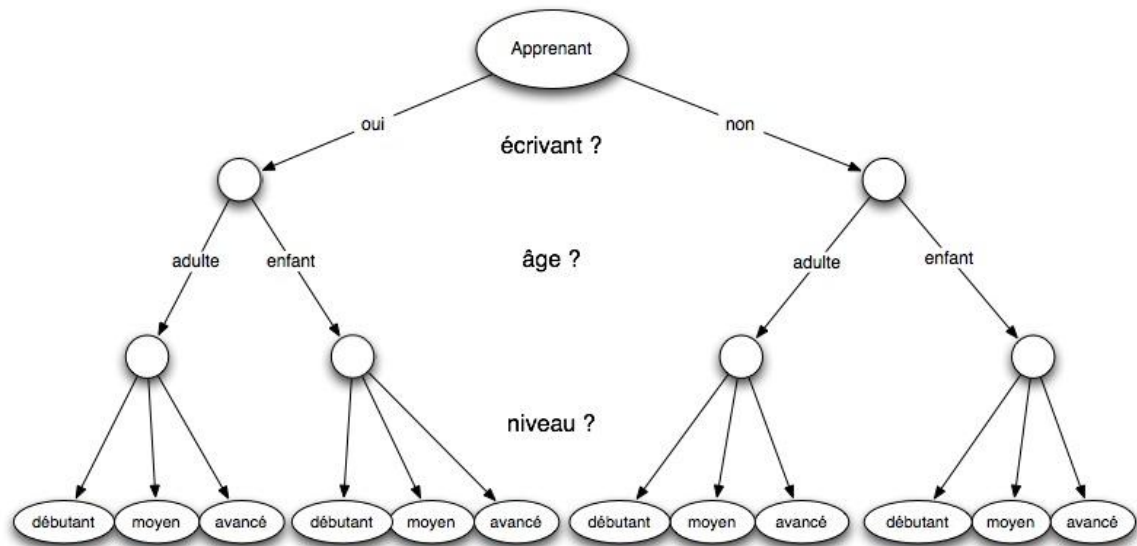 Apprenant
oui
non
écrivant ?
adulte
enfant
âge ?
adulte
enfant
niveau ?
débutant
moyen
avancé
débutant
moyen
avancé
débutant
moyen
avancé
débutant
moyen
avancé